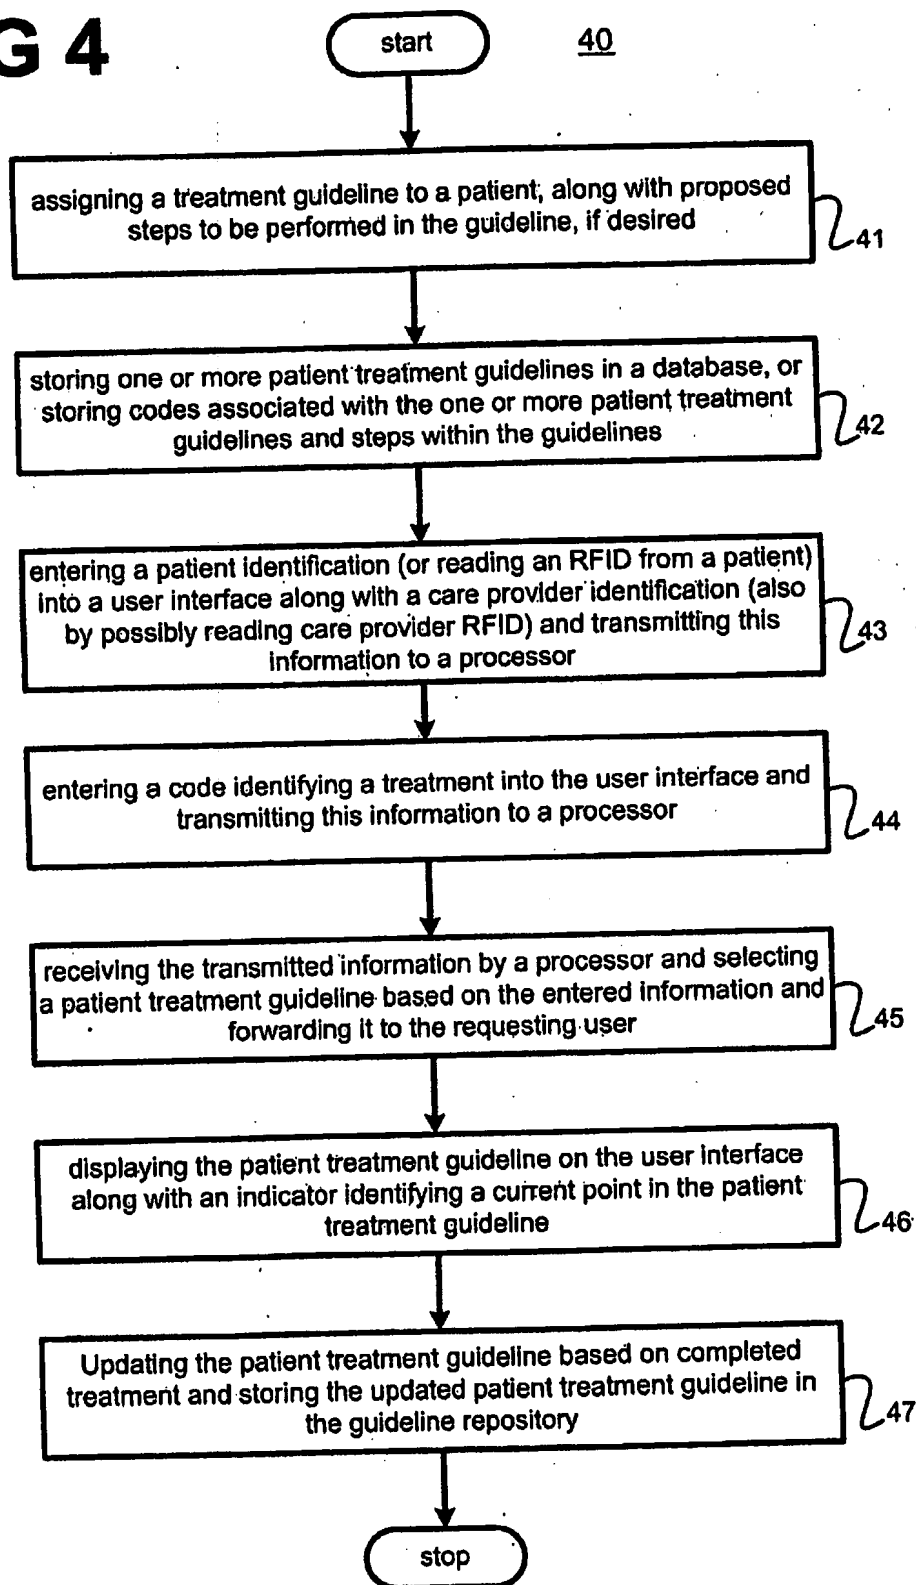 G 4
start
40
assigning a treatment guideline to a patient, along with proposed
steps to be performed in the guideline, if desired
41
storing one or more patient treatment guidelines in a database, or
storing codes associated with the one or more patient treatment
guidelines and steps within the guidelines
42
entering a patient identification (or reading an RFID from a patient)
into a user interface along with a care provider identification (also
by possibly reading care provider RFID) and transmitting this
information to a processor
43
entering a code identifying a treatment into the user interface and
transmitting this information to a processor
44
receiving the transmitted information by a processor and selecting
a patient treatment guideline based on the entered information and
forwarding it to the requesting user
45
displaying the patient treatment guideline on the user interface
along with an indicator identifying a current point in the patient
treatment guideline
46
Updating the patient treatment guideline based on completed
treatment and storing the updated patient treatment guideline in
the guideline repository
47
stop